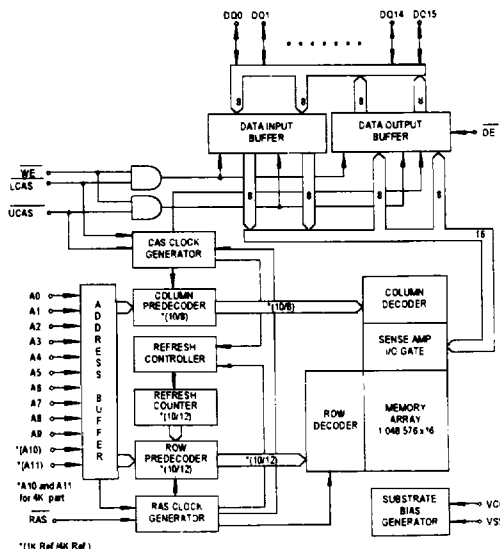 DQ0 DQ1 DQ14 DQ15
8 8 8 8
DATA INPUT
BUFFER
DATA OUTPUT
BUFFER
OE
WE
LCAS
UCAS
8 8 8 8
16
CAS CLOCK
GENERATOR
A0
A1
A2
A3
A4
A5
A6
A7
A8
A9
*(A10)
*(A11)
ADDRESS BUFFER
COLUMN
PREDECODER
*(10/8)
*(10/8)
COLUMN
DECODER
REFRESH
CONTROLLER
SENSE AMP
I/O GATE
REFRESH
COUNTER
*(10/12)
ROW
PREDECODER
*(10/12)
*(10/12)
ROW
DECODER
MEMORY
ARRAY
1 048 576 x 16
*A10 and A11
for 4K part
RAS
RAS CLOCK
GENERATOR
SUBSTRATE
BIAS
GENERATOR
VC
VS
*(1K Ref/4K Ref)